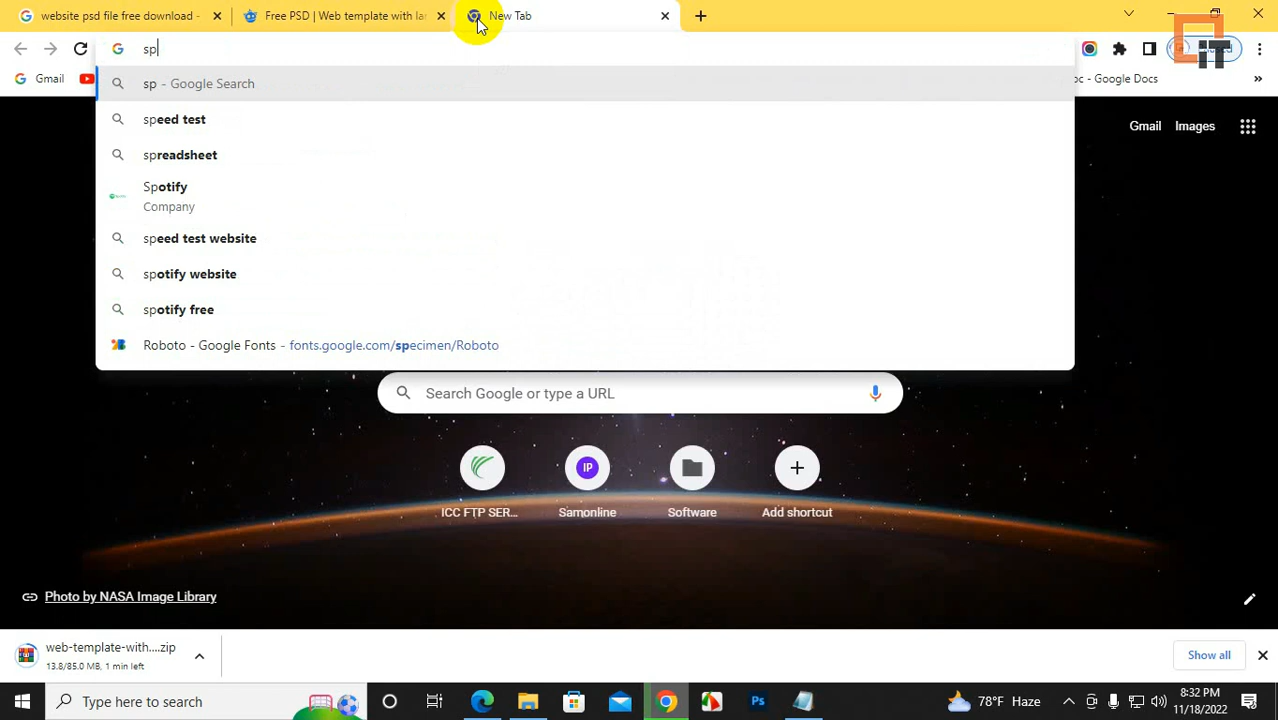 website psd file free download -
Free PSD | Web template with la
New Tab
sp
Gmail
oc - Google Docs
»
sp - Google Search
speed test
spreadsheet
Spotify
Company
speed test website
spotify website
spotify free
Roboto - Google Fonts - fonts.google.com/specimen/Roboto
Gmail
Images
Search Google or type a URL
IP
ICC FTP SER...
Samonline
Software
Add shortcut
Photo by NASA Image Library
web-template-with....zip
13.8/85.0 MB, 1 min left
Show all
Type here to search
Ps
78°F Haze
8:32 PM
11/18/2022
IT